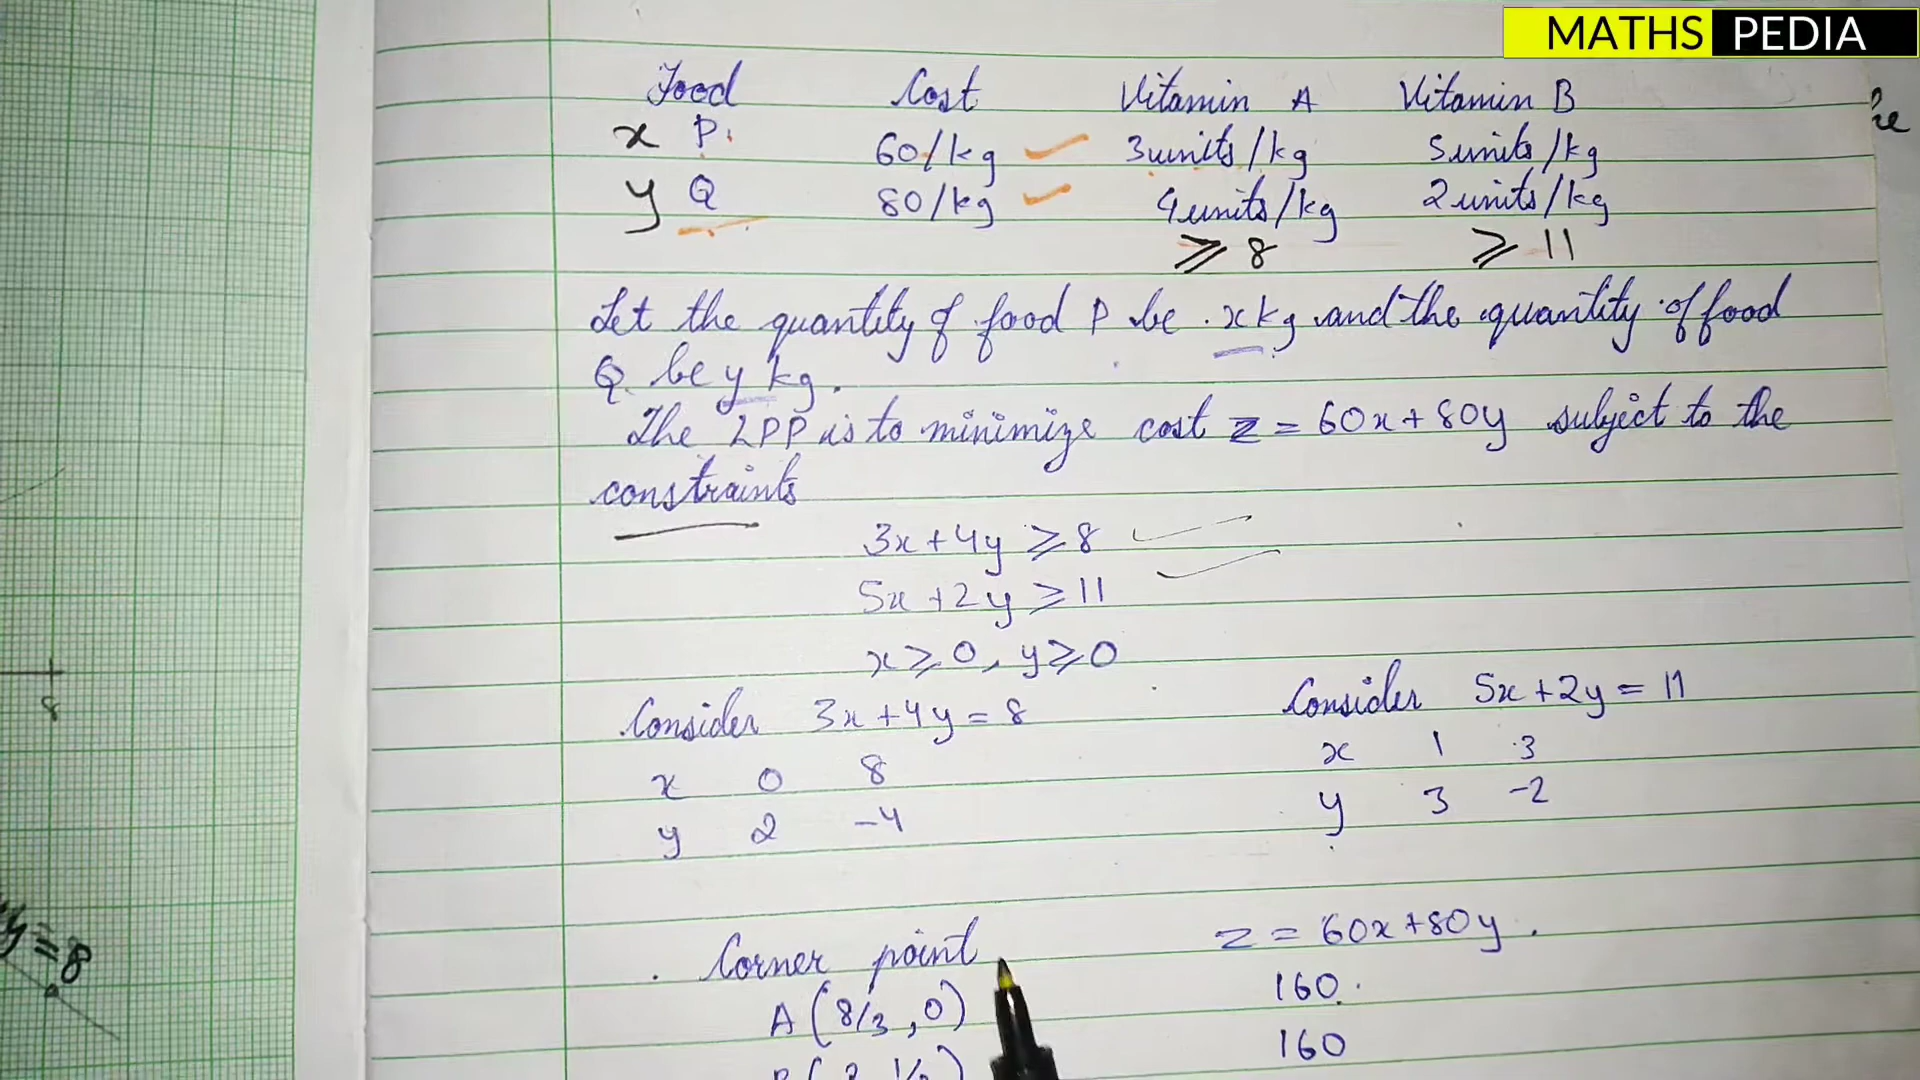 MATHS PEDIA
Food Cost Vitamin A Vitamin B
x P 60/kg 3units/kg 5units/kg
y Q 80/kg 4units/kg 2units/kg
≥ 8 ≥ 11
Let the quantity of food P be x kg and the quantity of food
Q be y kg.
The LPP is to minimize cost z = 60x+80y subject to the
constraints
3x+4y ≥ 8
5x+2y ≥ 11
x ≥ 0, y ≥ 0
Consider 3x+4y = 8 Consider 5x+2y = 11
x 0 8 x 1 3
y 2 -4 y 3 -2
Corner point z = 60x+80y.
A (8/3, 0) 160
160
8
y=8